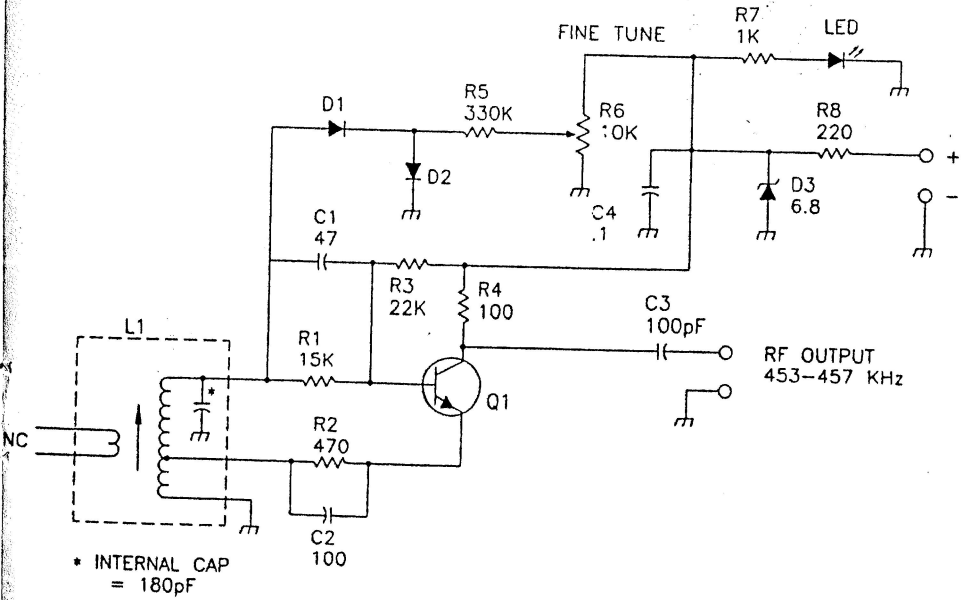 R7
1K
LED
FINE TUNE
D1
R5
330K
R6
10K
R8
220
+
-
D2
C4
.1
D3
6.8
C1
47
R3
22K
R4
100
C3
100pF
L1
R1
15K
RF OUTPUT
453-457 KHz
*
Q1
NC
R2
470
C2
100
* INTERNAL CAP
= 180pF